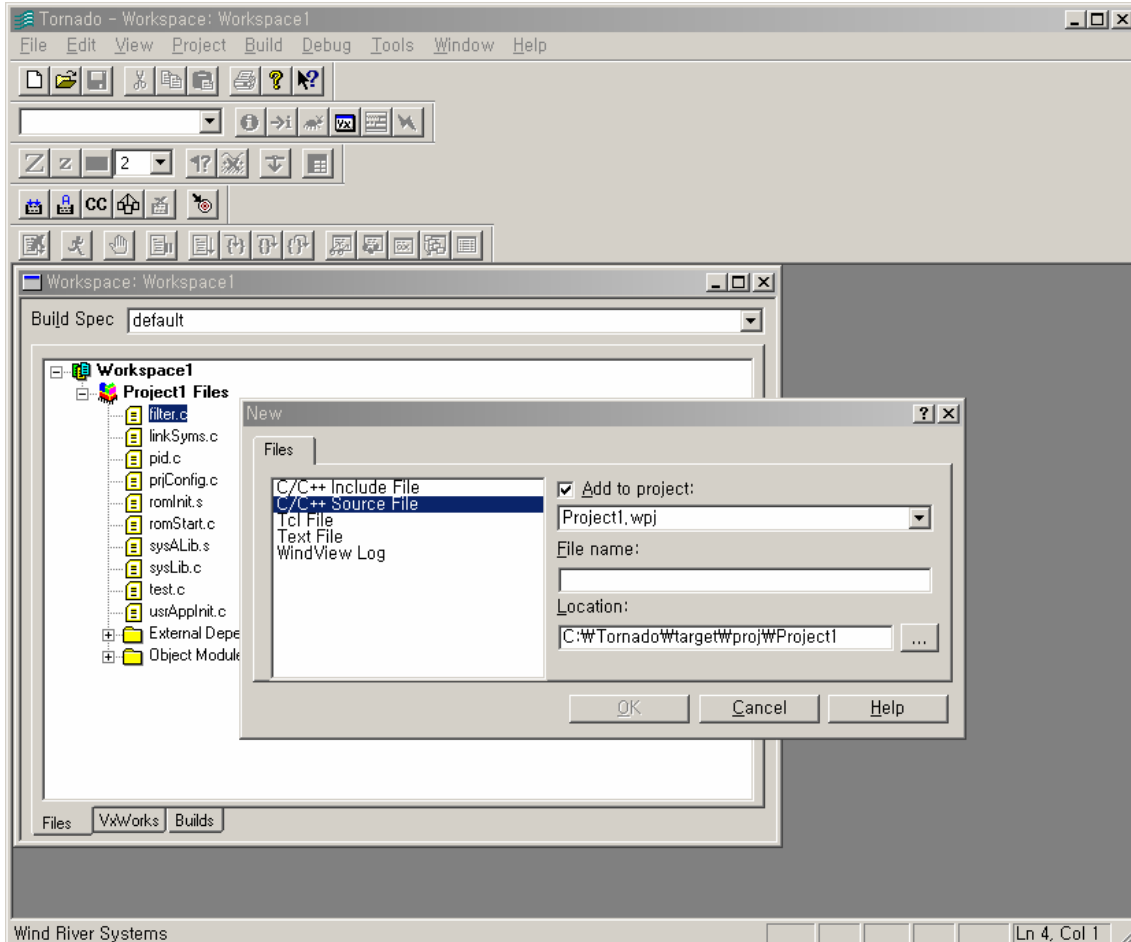 Tornado - Workspace: Workspace1
File Edit View Project Build Debug Tools Window Help
2
CC
Workspace: Workspace1
Build Spec default
Workspace1
Project1 Files
filter.c
linkSyms.c
pid.c
prjConfig.c
romInit.s
romStart.c
sysALib.s
sysLib.c
test.c
usrAppInit.c
External Depe
Object Module
Files VxWorks Builds
New
Files
C/C++ Include File
C/C++ Source File
Tcl File
Text File
WindView Log
Add to project:
Project1.wpj
File name:
Location:
C:₩Tornado₩target₩proj₩Project1
...
OK Cancel Help
Wind River Systems
Ln 4, Col 1